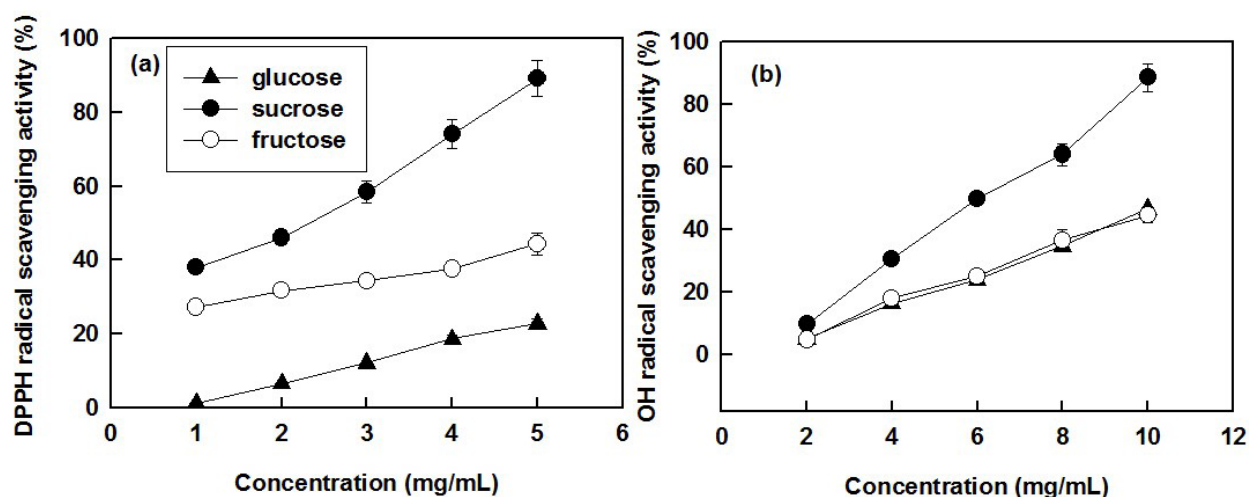 DPPH radical scavenging activity (%)
100
80
60
40
20
0
(a)
glucose
sucrose
fructose
0 1 2 3 4 5 6
Concentration (mg/mL)
OH radical scavenging activity (%)
100
80
60
40
20
0
(b)
0 2 4 6 8 10 12
Concentration (mg/mL)